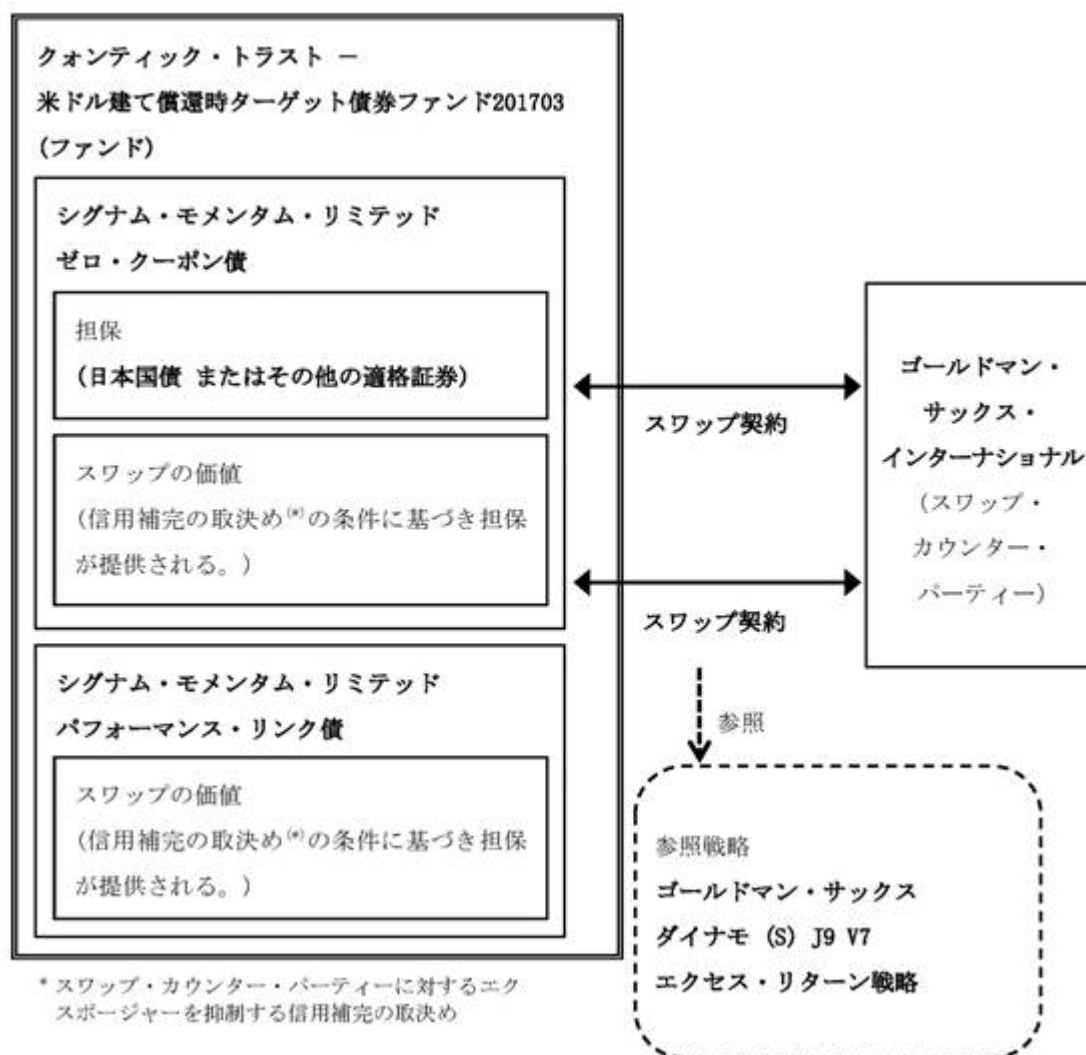 クォンティック・トラスト －
米ドル建て償還時ターゲット債券ファンド201703
(ファンド)
シグナム・モメンタム・リミテッド
ゼロ・クーポン債
担保
(日本国債 またはその他の適格証券)
スワップの価値
(信用補完の取決め(*)の条件に基づき担保
が提供される。)
シグナム・モメンタム・リミテッド
パフォーマンス・リンク債
スワップの価値
(信用補完の取決め(*)の条件に基づき担保
が提供される。)
* スワップ・カウンター・パーティーに対するエク
スポージャーを抑制する信用補完の取決め
スワップ契約
スワップ契約
ゴールドマン・
サックス・
インターナショナル
(スワップ・
カウンター・
パーティー)
参照
参照戦略
ゴールドマン・サックス
ダイナモ (S) J9 V7
エクセス・リターン戦略